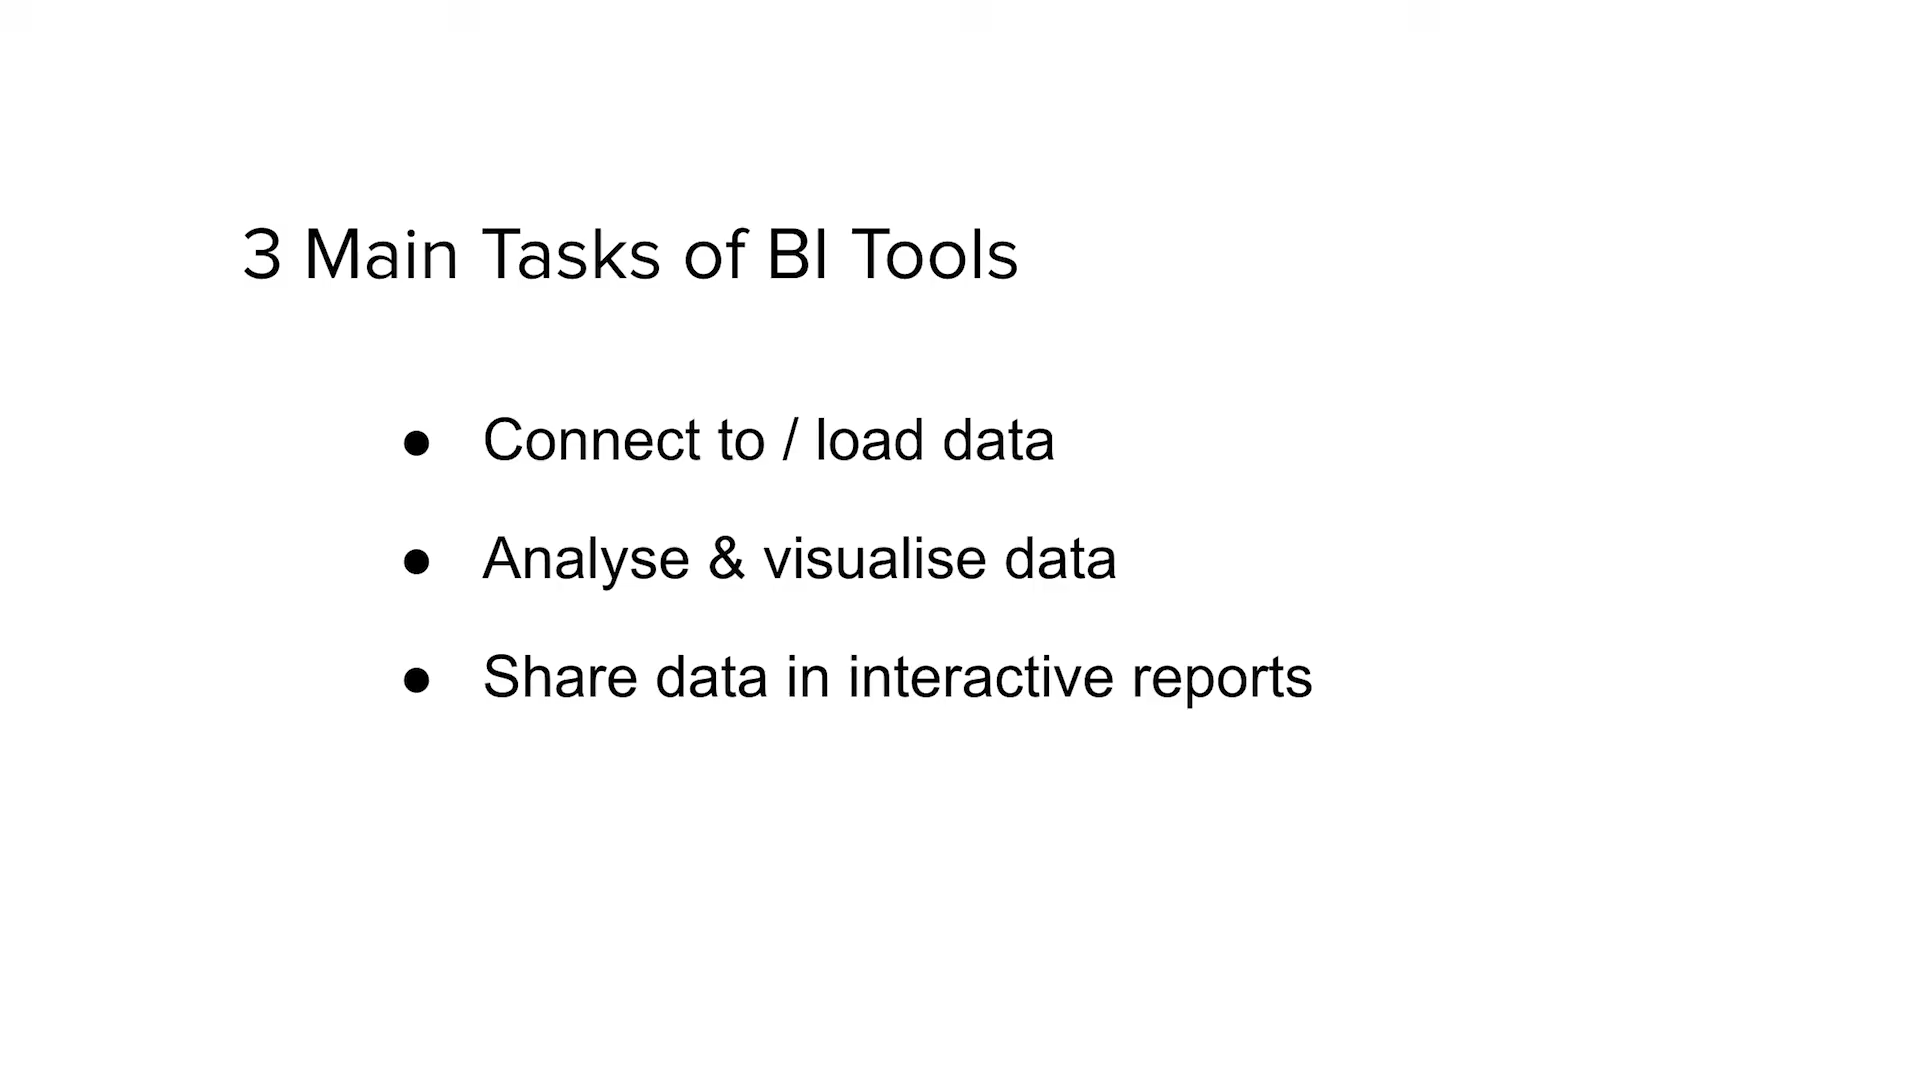 3 Main Tasks of BI Tools
● Connect to / load data
● Analyse & visualise data
● Share data in interactive reports